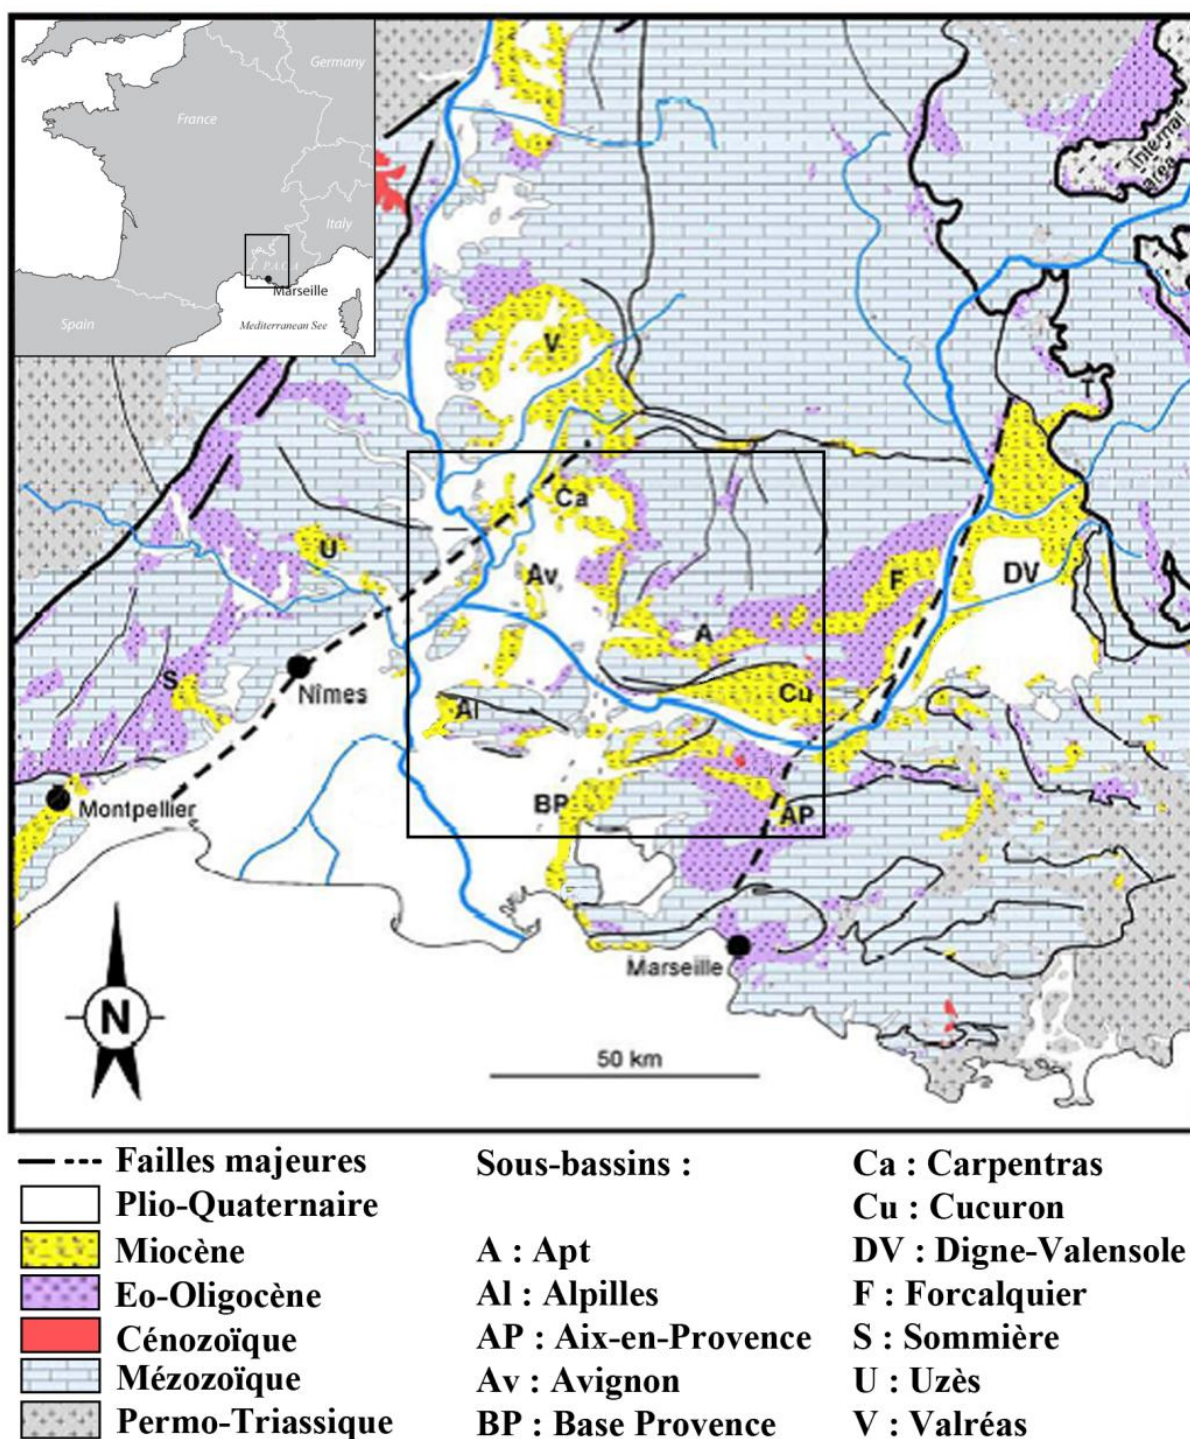 Germany
France
Italy
PACA
Marseille
Spain
Mediterranean See
Internal
area
V
Ca
U
Av
F
DV
A
S
Nîmes
Cu
Al
Montpellier
BP
AP
Marseille
N
50 km
Failles majeures
Plio-Quaternaire
Miocène
Eo-Oligocène
Cénozoïque
Mézozoïque
Permo-Triassique
Sous-bassins :
A : Apt
Al : Alpilles
AP : Aix-en-Provence
Av : Avignon
BP : Base Provence
Ca : Carpentras
Cu : Cucuron
DV : Digne-Valensole
F : Forcalquier
S : Sommière
U : Uzès
V : Valréas